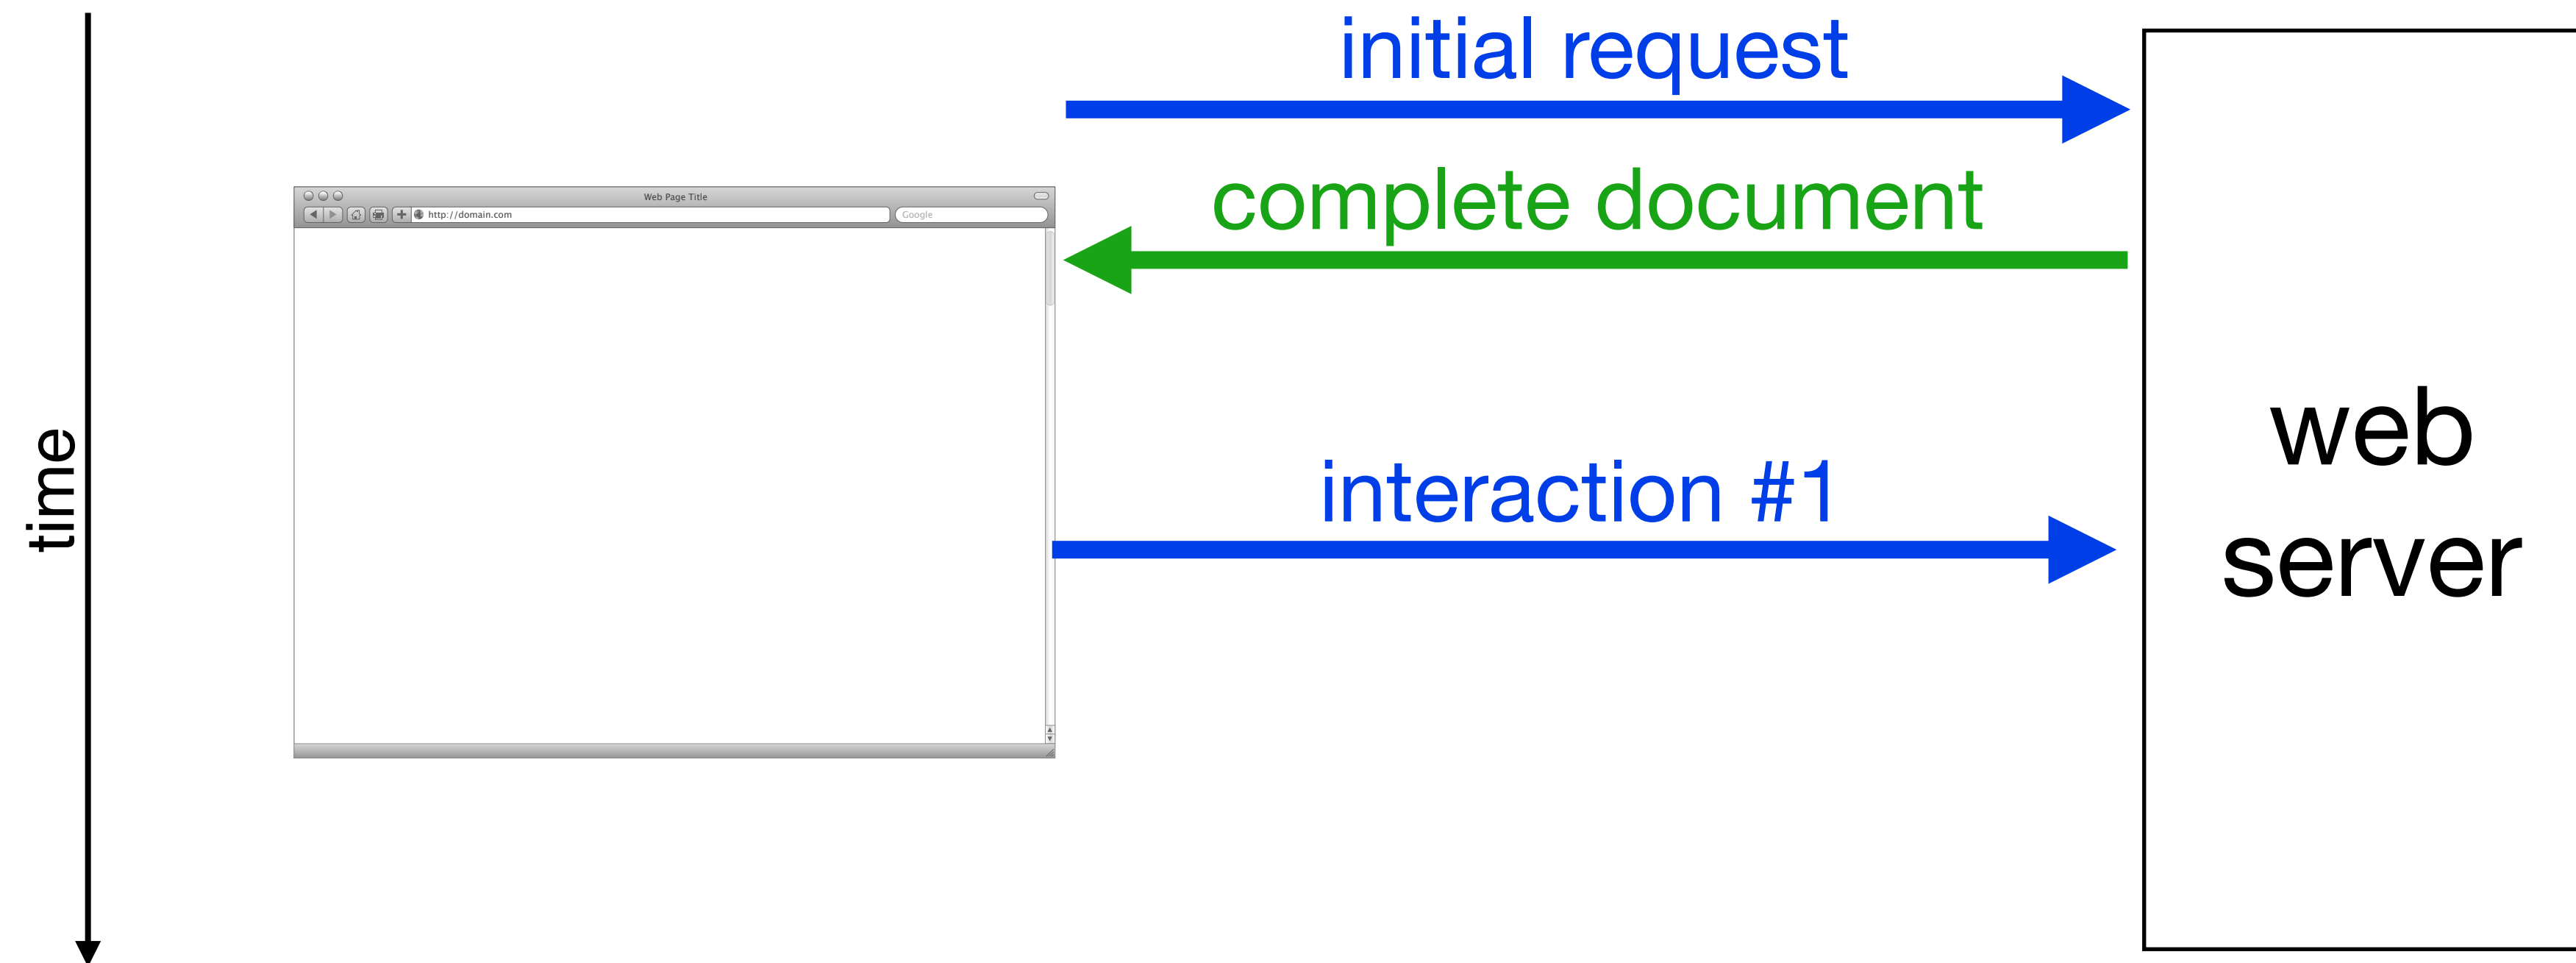 initial request
Web Page Title
http://domain.com
Google
complete document
time
interaction #1
web
server